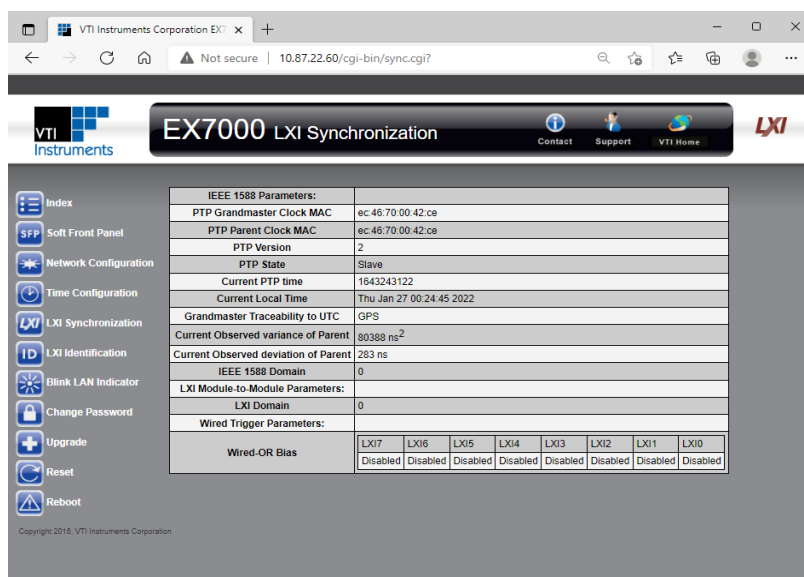 VTI Instruments Corporation EX7
Not secure | 10.87.22.60/cgi-bin/sync.cgi?
VTI
Instruments
EX7000 LXI Synchronization
Contact
Support
VTI Home
LXI
Index
SFP Soft Front Panel
Network Configuration
Time Configuration
LXI LXI Synchronization
ID LXI Identification
Blink LAN Indicator
Change Password
Upgrade
Reset
Reboot
Copyright 2016, VTI Instruments Corporation
IEEE 1588 Parameters:
PTP Grandmaster Clock MAC ec:46:70:00:42:ce
PTP Parent Clock MAC ec:46:70:00:42:ce
PTP Version 2
PTP State Slave
Current PTP time 1643243122
Current Local Time Thu Jan 27 00:24:45 2022
Grandmaster Traceability to UTC GPS
Current Observed variance of Parent 80388 ns2
Current Observed deviation of Parent 283 ns
IEEE 1588 Domain 0
LXI Module-to-Module Parameters:
LXI Domain 0
Wired Trigger Parameters:
Wired-OR Bias
LXI7 LXI6 LXI5 LXI4 LXI3 LXI2 LXI1 LXI0
Disabled Disabled Disabled Disabled Disabled Disabled Disabled Disabled